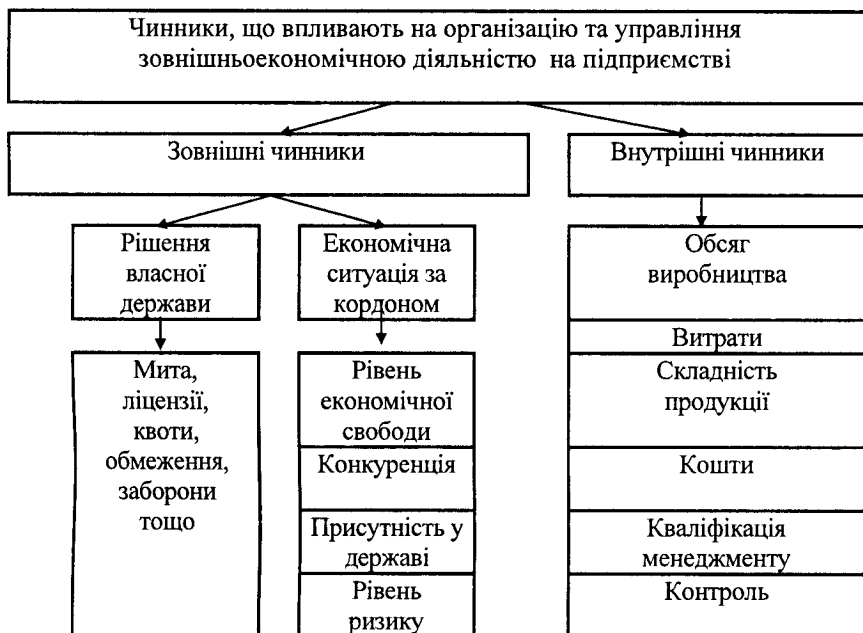 Чинники, що впливають на організацію та управління
зовнішньоекономічною діяльністю на підприємстві
Зовнішні чинники
Внутрішні чинники
Рішення
власної
держави
Економічна
ситуація за
кордоном
Обсяг
виробництва
Витрати
Мита,
ліцензії,
квоти,
обмеження,
заборони
тощо
Рівень
економічної
свободи
Конкуренція
Присутність у
державі
Рівень
ризику
Складність
продукції
Кошти
Кваліфікація
менеджменту
Контроль